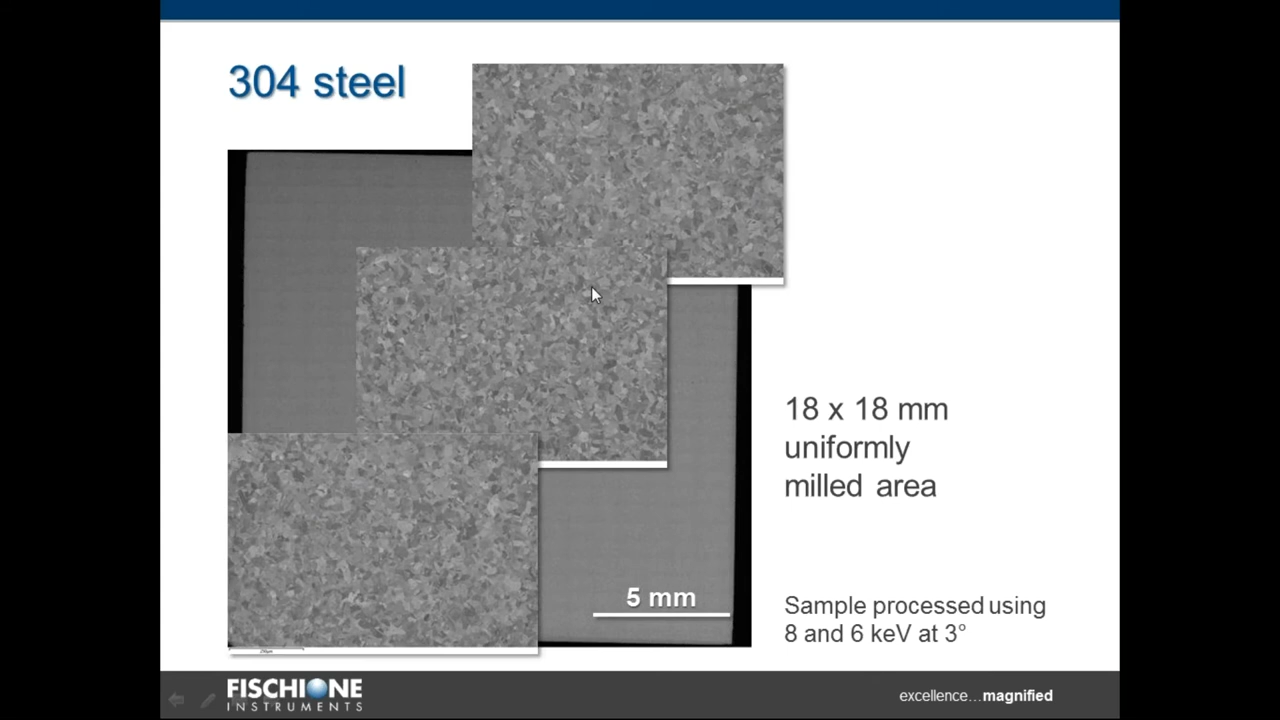 304 steel
18 x 18 mm
uniformly
milled area
5 mm
Sample processed using
8 and 6 keV at 3°
FISCHIONE
INSTRUMENTS
excellence…magnified